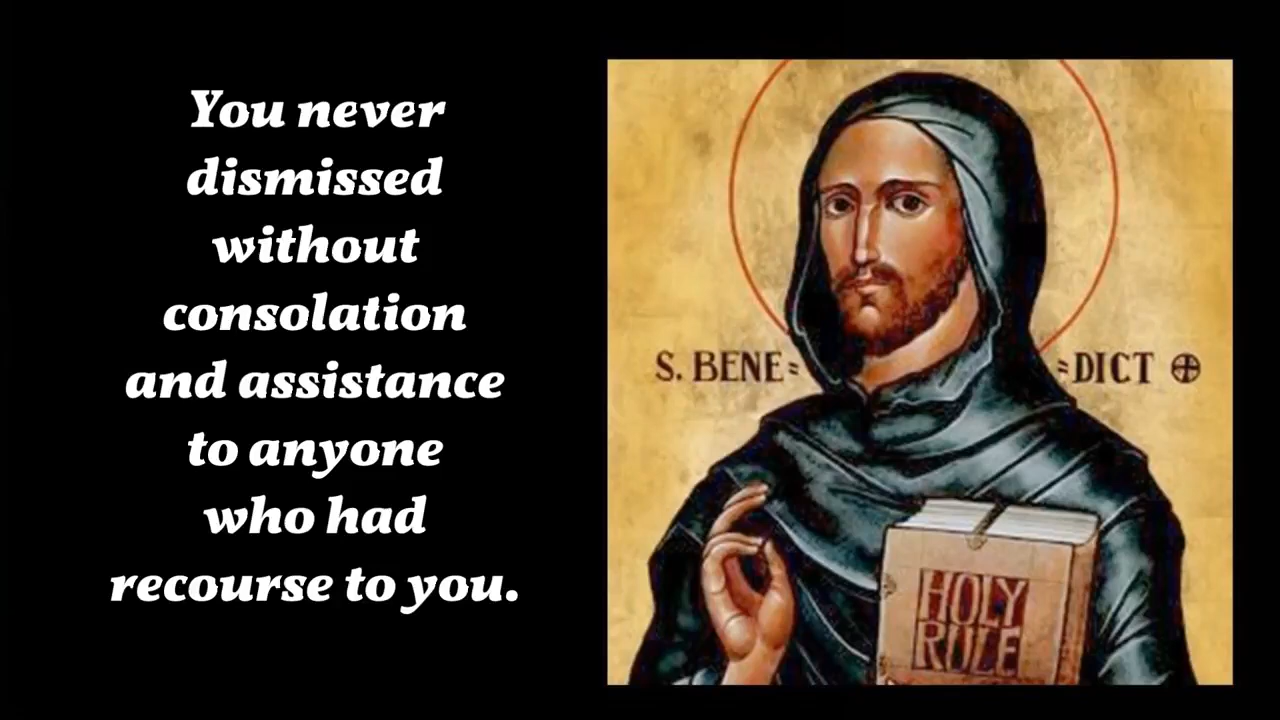 You never
dismissed
without
consolation
and assistance
to anyone
who had
recourse to you.
S. BENE=
=DICT
HOLY
RULE